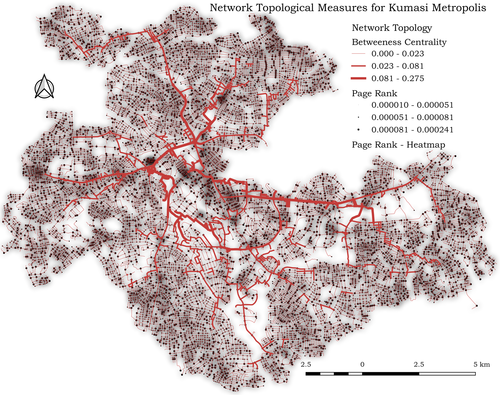 Network Topological Measures for Kumasi Metropolis
Network Topology
Betweeness Centrality
0.000 - 0.023
0.023 - 0.081
0.081 - 0.275
Page Rank
0.000010 - 0.000051
0.000051 - 0.000081
0.000081 - 0.000241
Page Rank - Heatmap
2.5 0 2.5 5 km